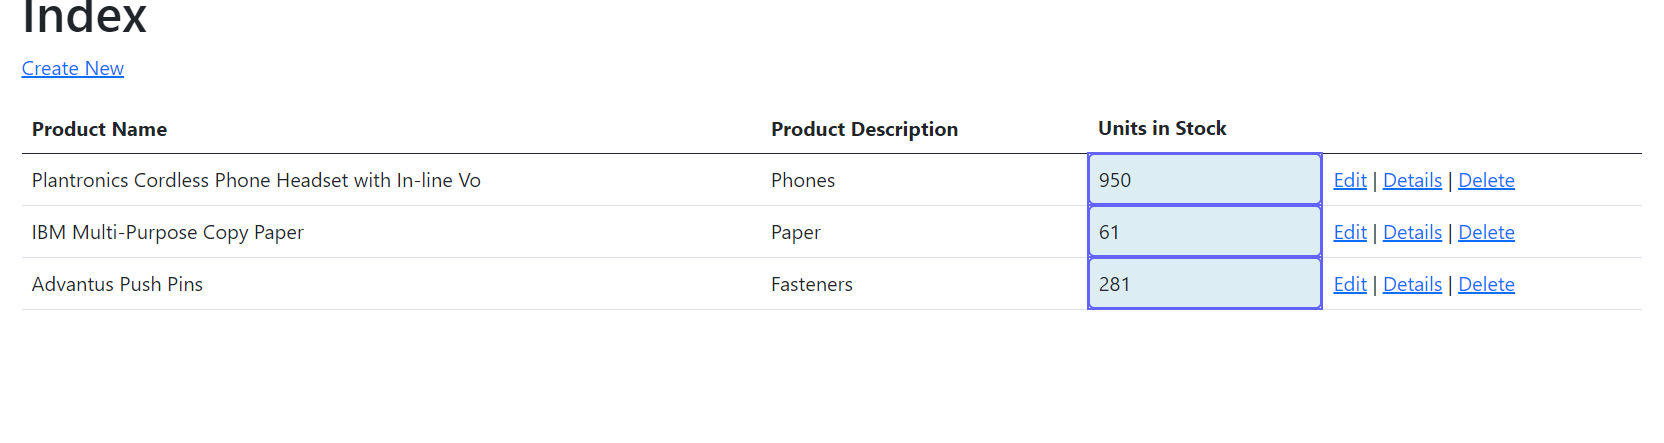 Index
Create New
Product Name Product Description Units in Stock
Plantronics Cordless Phone Headset with In-line Vo Phones 950 Edit | Details | Delete
IBM Multi-Purpose Copy Paper Paper 61 Edit | Details | Delete
Advantus Push Pins Fasteners 281 Edit | Details | Delete